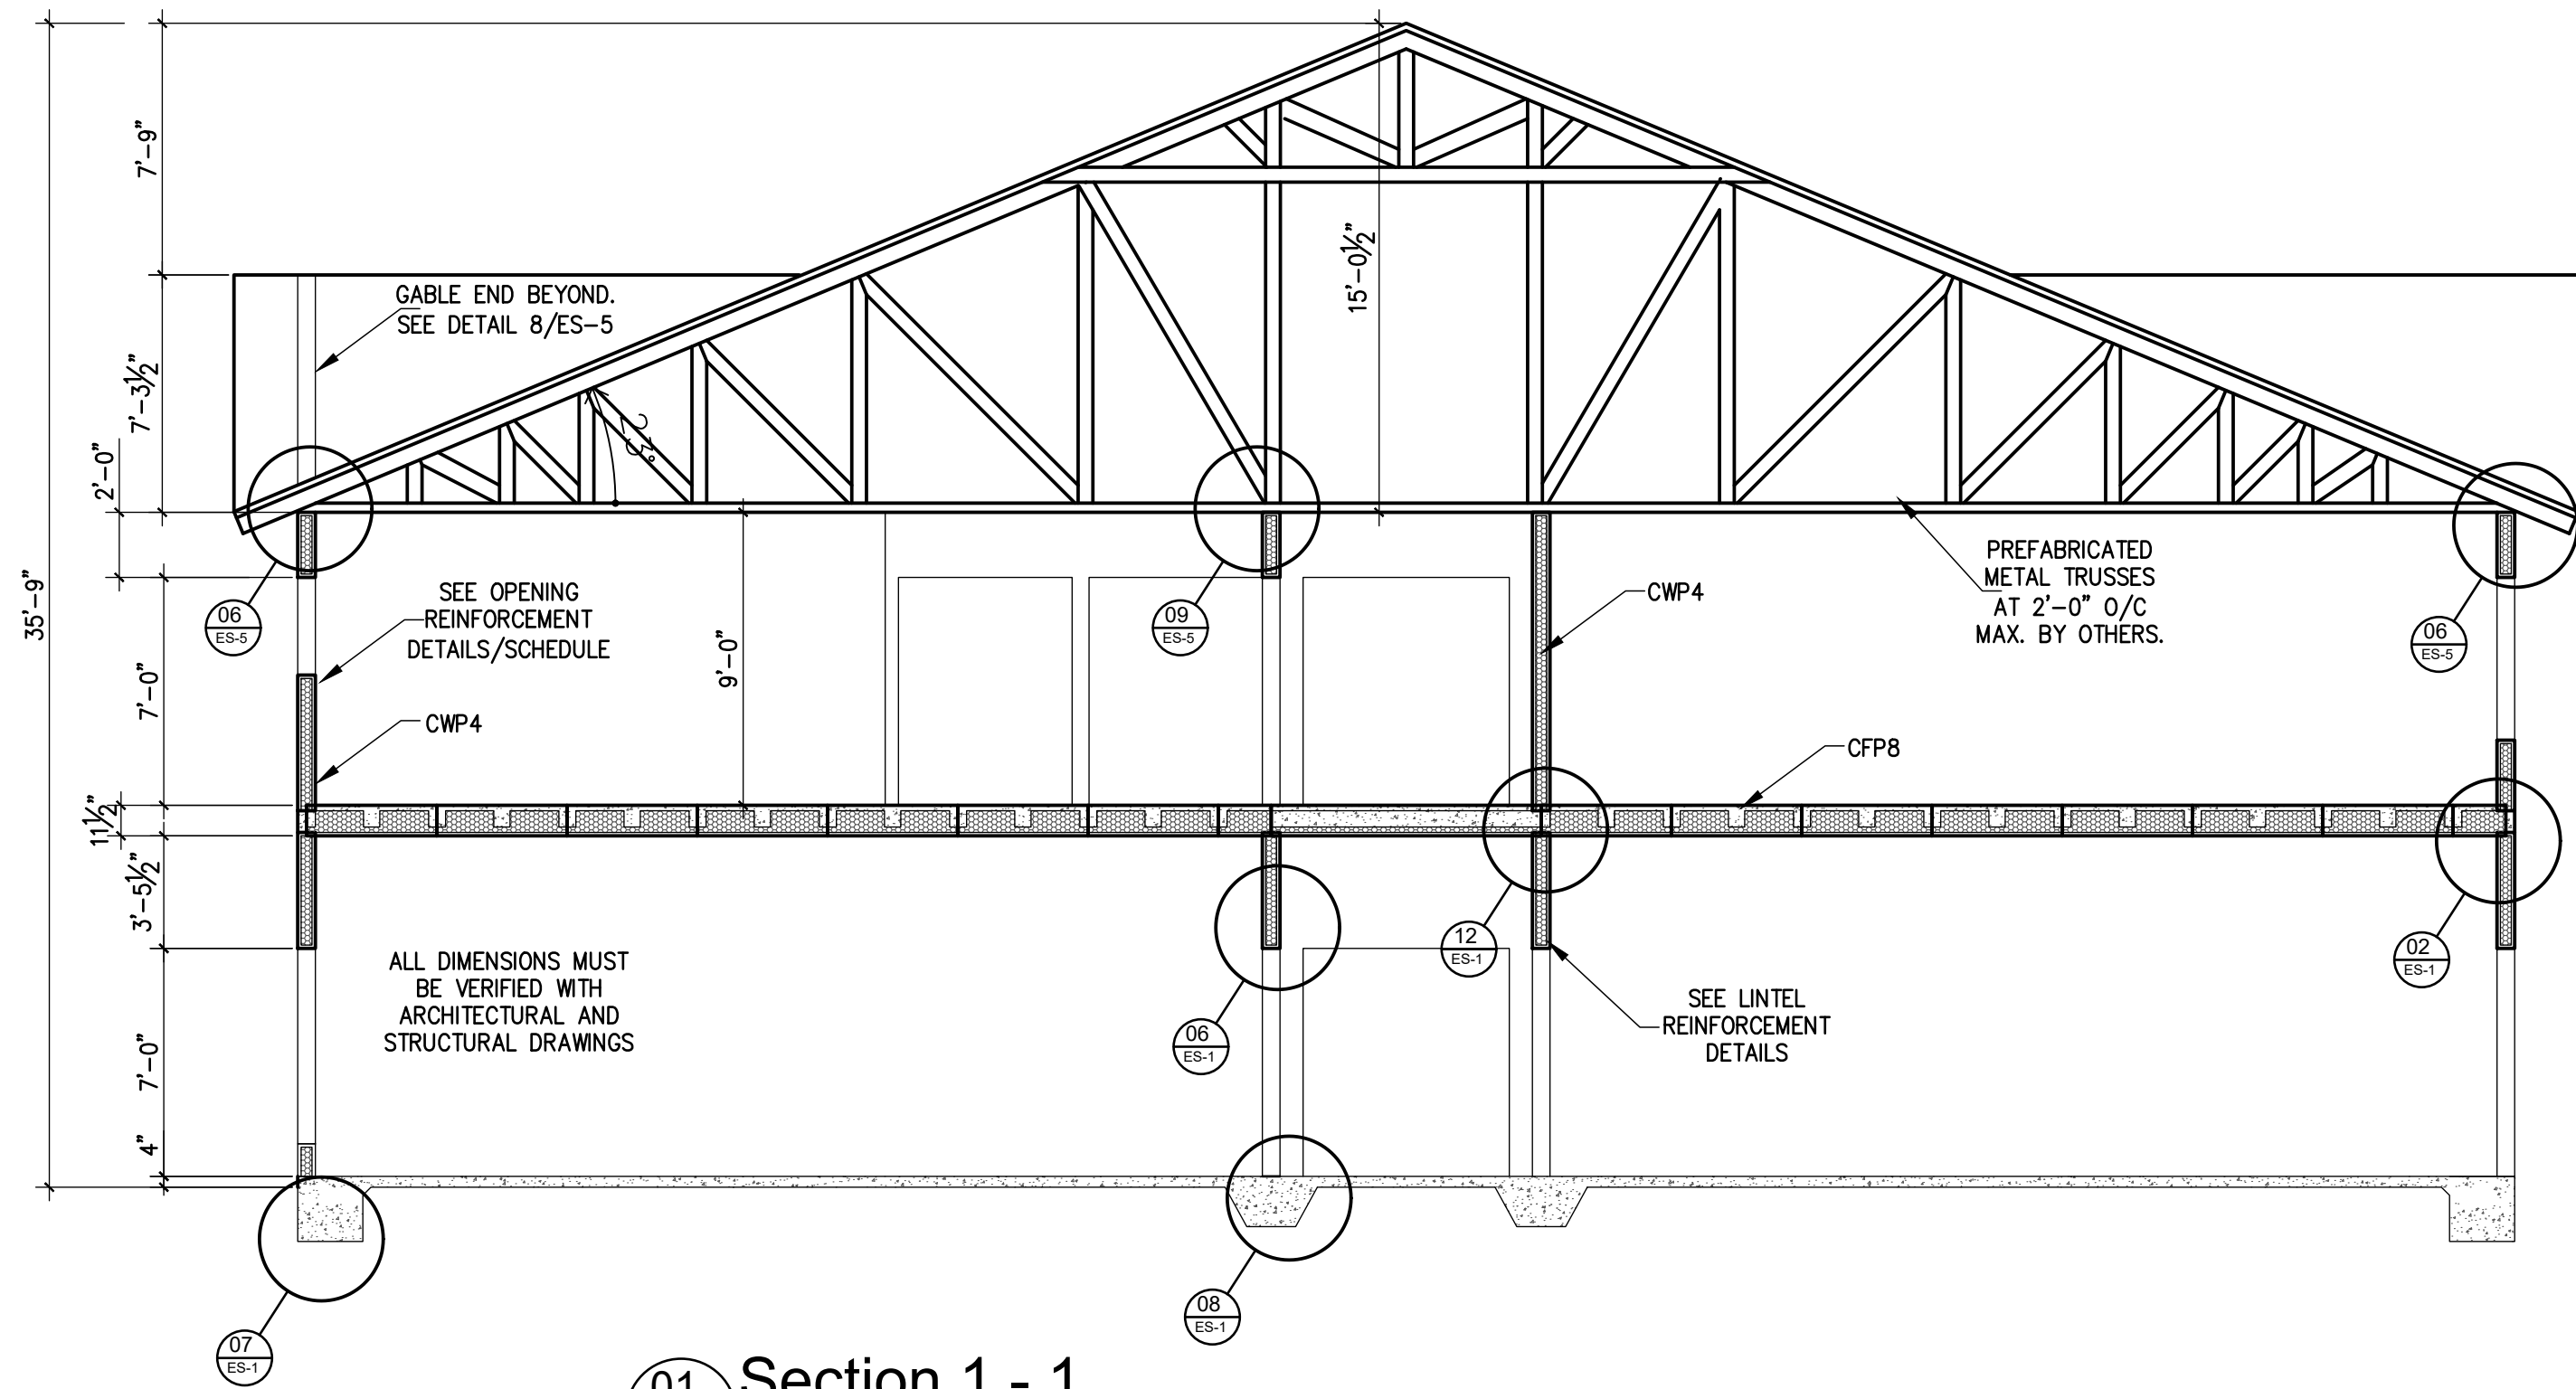 7'-9"
15'-0½"
GABLE END BEYOND.
SEE DETAIL 8/ES-5
7'-3½"
23°
2'-0"
35'-9"
06
ES-5
SEE OPENING
REINFORCEMENT
DETAILS/SCHEDULE
9'-0"
09
ES-5
CWP4
PREFABRICATED
METAL TRUSSES
AT 2'-0" O/C
MAX. BY OTHERS.
06
ES-5
7'-0"
CWP4
CFP8
11½"
3'-5½"
ALL DIMENSIONS MUST
BE VERIFIED WITH
ARCHITECTURAL AND
STRUCTURAL DRAWINGS
12
ES-1
02
ES-1
06
ES-1
SEE LINTEL
REINFORCEMENT
DETAILS
7'-0"
4"
08
ES-1
07
ES-1
01
Section 1 - 1